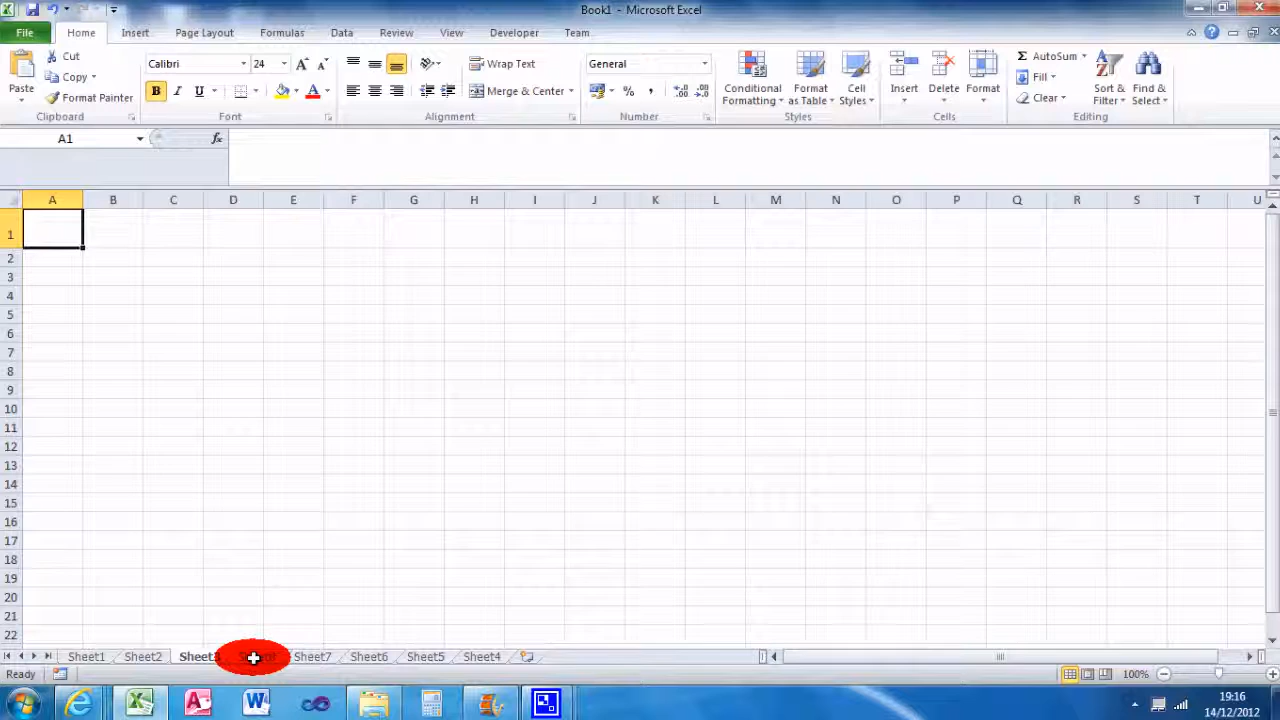 Book1 - Microsoft Excel
File Home Insert Page Layout Formulas Data Review View Developer Team
Cut
Copy
Format Painter
Paste
Clipboard
Calibri 24
B I U A
Font
Wrap Text
Merge & Center
Alignment
General
% ,
Number
Conditional Formatting
Format as Table
Cell Styles
Styles
Insert Delete Format
Cells
Σ AutoSum
Fill
Clear
Sort & Filter
Find & Select
Editing
A1 fx
A B C D E F G H I J K L M N O P Q R S T U
1
2
3
4
5
6
7
8
9
10
11
12
13
14
15
16
17
18
19
20
21
22
Sheet1 Sheet2 Sheet3 Sheet7 Sheet6 Sheet5 Sheet4
Ready 100%
19:16
14/12/2012